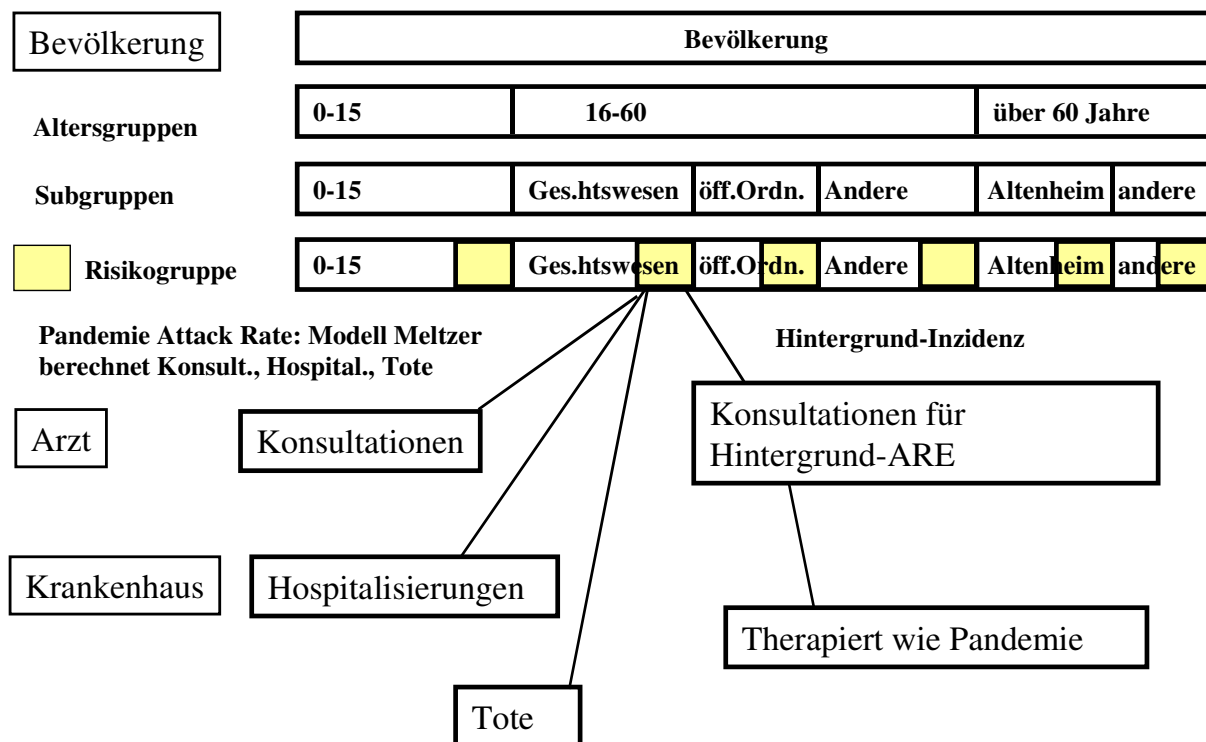 Bevölkerung
Bevölkerung
Altersgruppen
0-15
16-60
über 60 Jahre
Subgruppen
0-15
Ges.htswesen
öff.Ordn.
Andere
Altenheim
andere
Risikogruppe
0-15
Ges.htswesen
öff.Ordn.
Andere
Altenheim
andere
Pandemie Attack Rate: Modell Meltzer
berechnet Konsult., Hospital., Tote
Hintergrund-Inzidenz
Arzt
Konsultationen
Konsultationen für
Hintergrund-ARE
Krankenhaus
Hospitalisierungen
Therapiert wie Pandemie
Tote